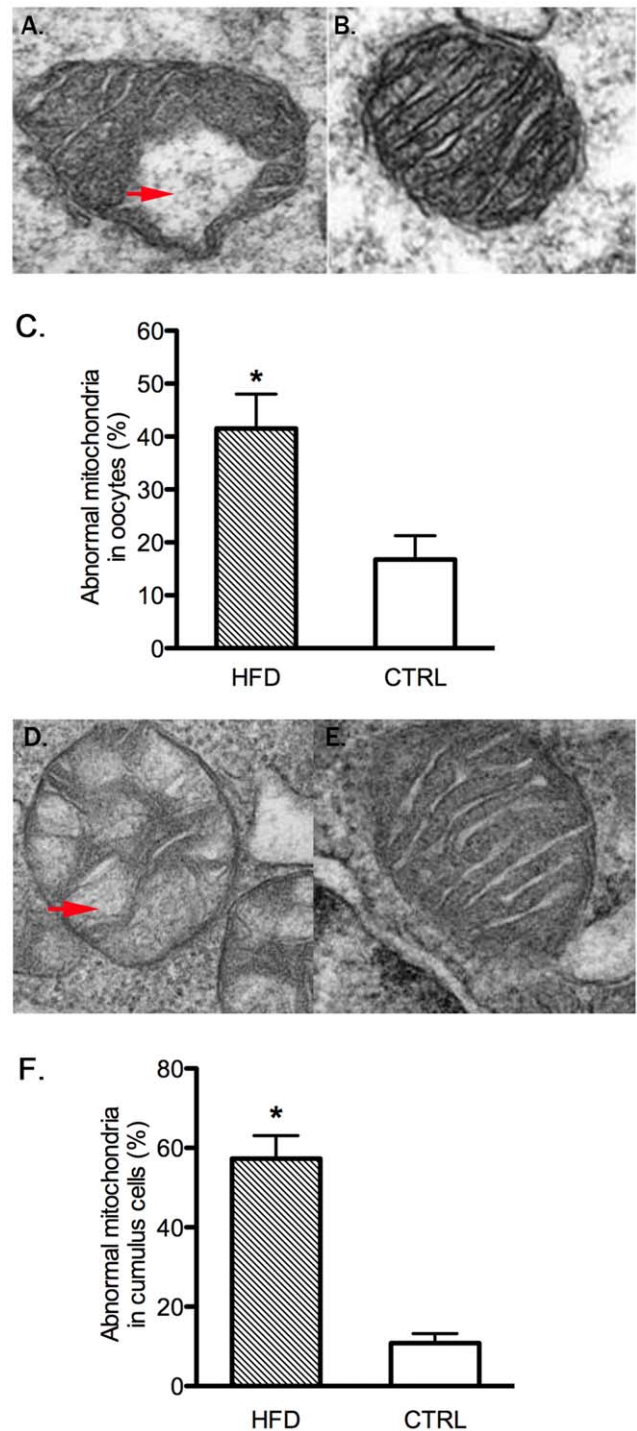 A.
B.
C.
Abnormal mitochondria
in oocytes (%)
60
50
40
30
20
10
0
*
HFD
CTRL
D.
E.
F.
Abnormal mitochondria
in cumulus cells (%)
80
60
40
20
0
*
HFD
CTRL